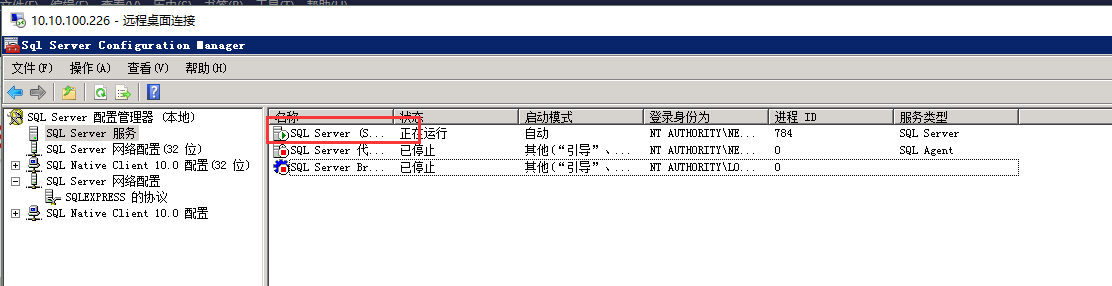 10.10.100.226 - 远程桌面连接
Sql Server Configuration Manager
文件(F) 操作(A) 查看(V) 帮助(H)
SQL Server 配置管理器 (本地)
SQL Server 服务
SQL Server 网络配置(32 位)
SQL Native Client 10.0 配置(32 位)
SQL Server 网络配置
SQLEXPRESS 的协议
SQL Native Client 10.0 配置
名称 状态 启动模式 登录身份为 进程 ID 服务类型
SQL Server (S... 正在运行 自动 NT AUTHORITY\NE... 784 SQL Server
SQL Server 代... 已停止 其他(“引导”、... NT AUTHORITY\NE... 0 SQL Agent
SQL Server Br... 已停止 其他(“引导”、... NT AUTHORITY\LO... 0